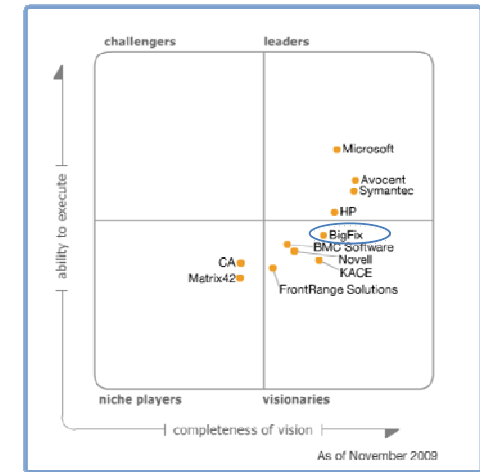 challengers
leaders
Microsoft
Avocent
Symantec
HP
BigFix
BMC Software
Novell
CA
KACE
Matrix42
FrontRange Solutions
ability to execute
niche players
visionaries
completeness of vision
As of November 2009